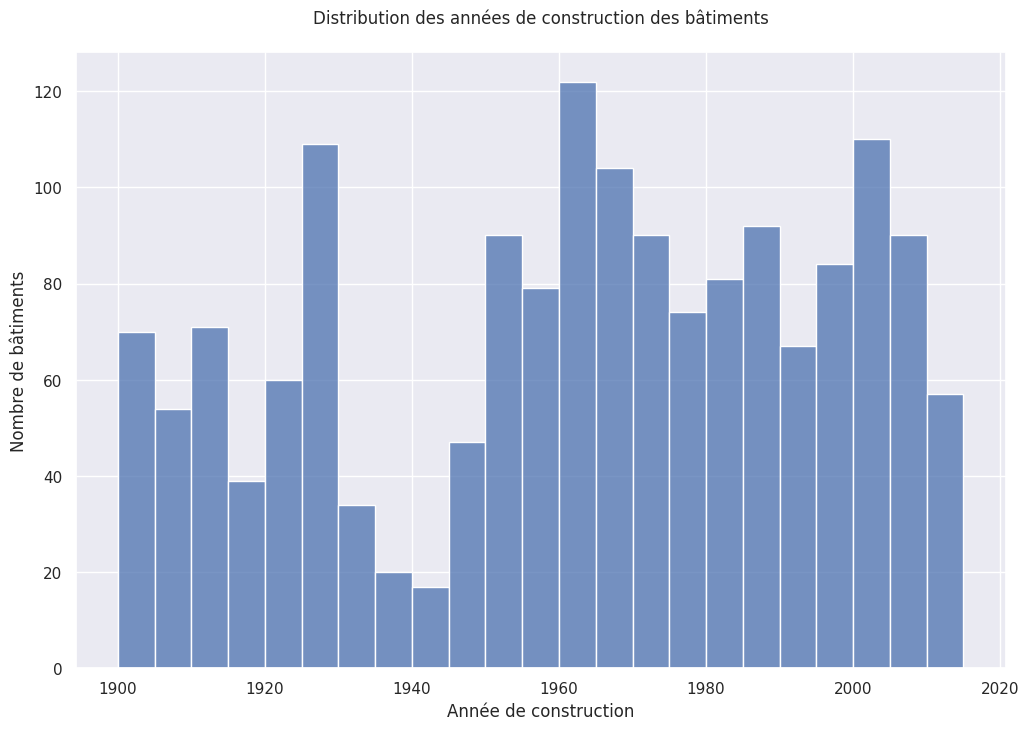 Distribution des années de construction des bâtiments
120
100
80
60
40
20
0
Nombre de bâtiments
1900 1920 1940 1960 1980 2000 2020
Année de construction